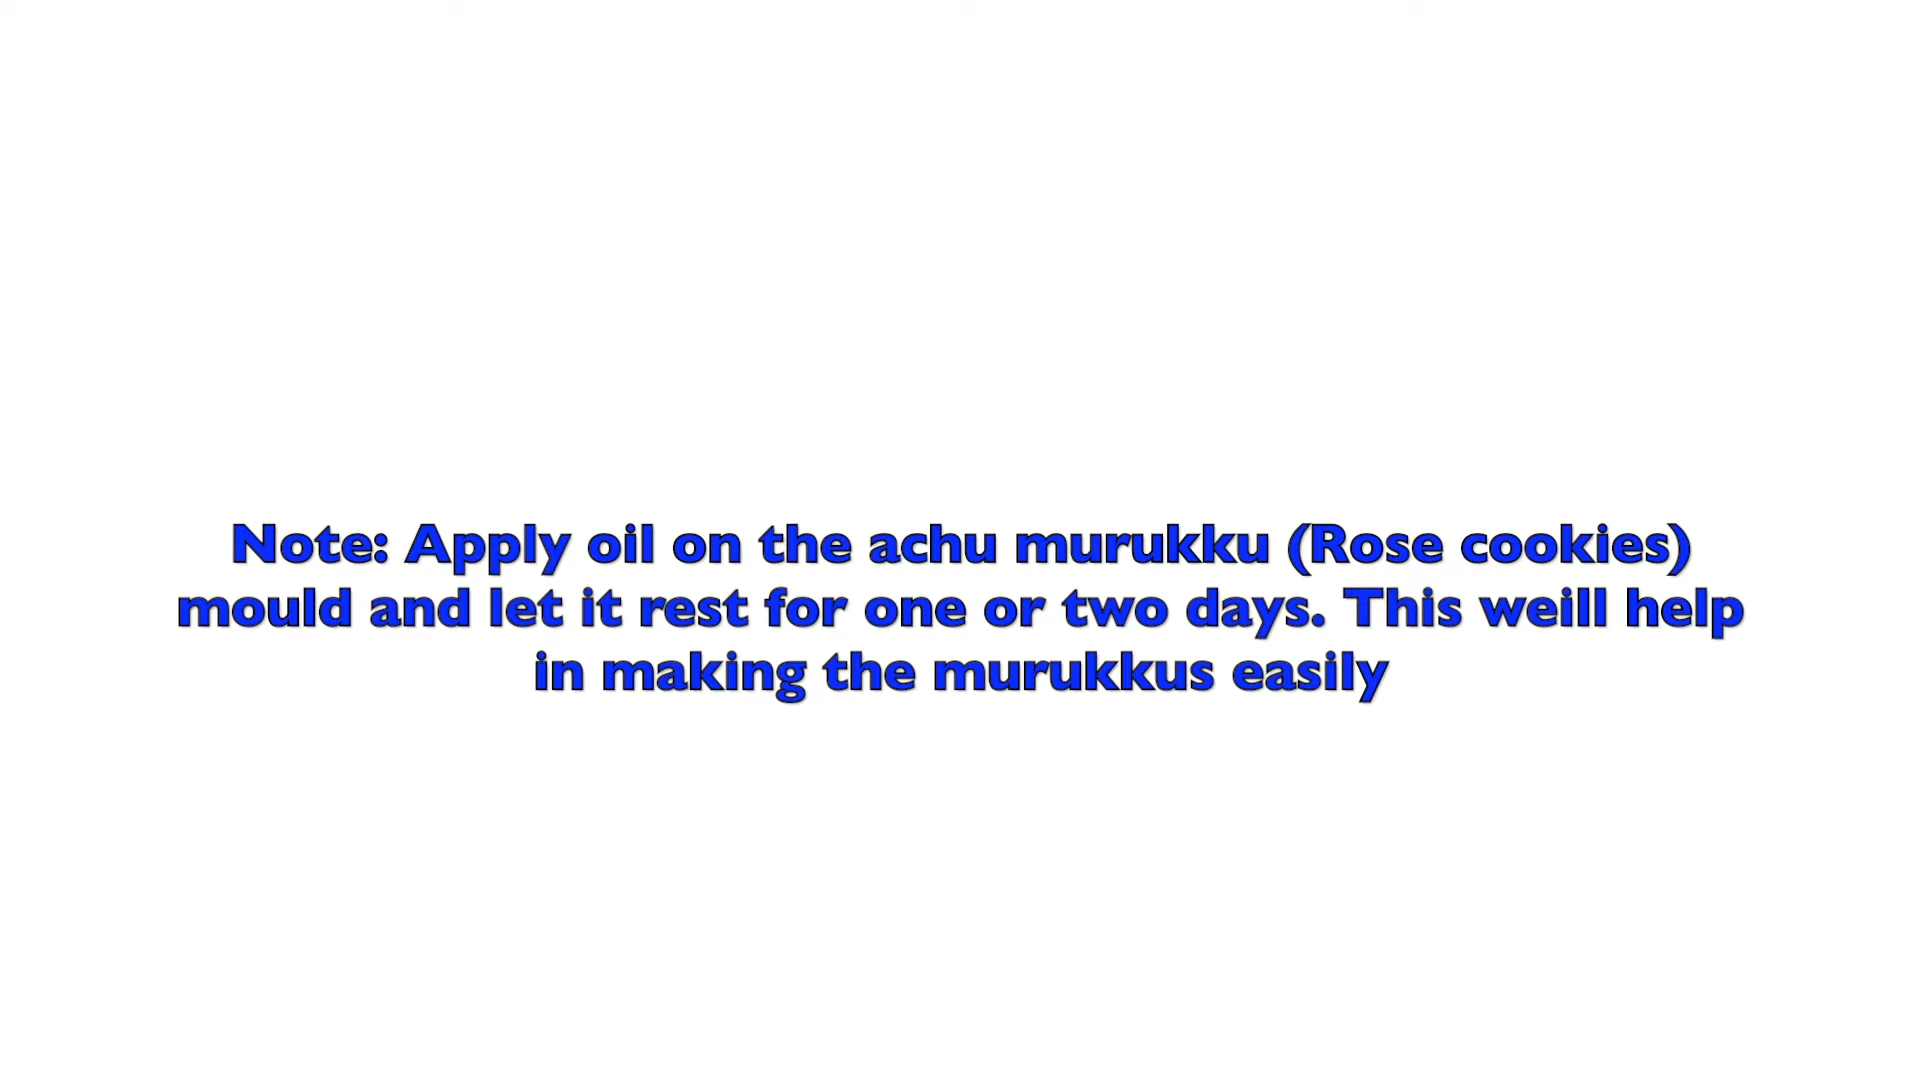 Note: Apply oil on the achu murukku (Rose cookies)
mould and let it rest for one or two days. This weill help
in making the murukkus easily